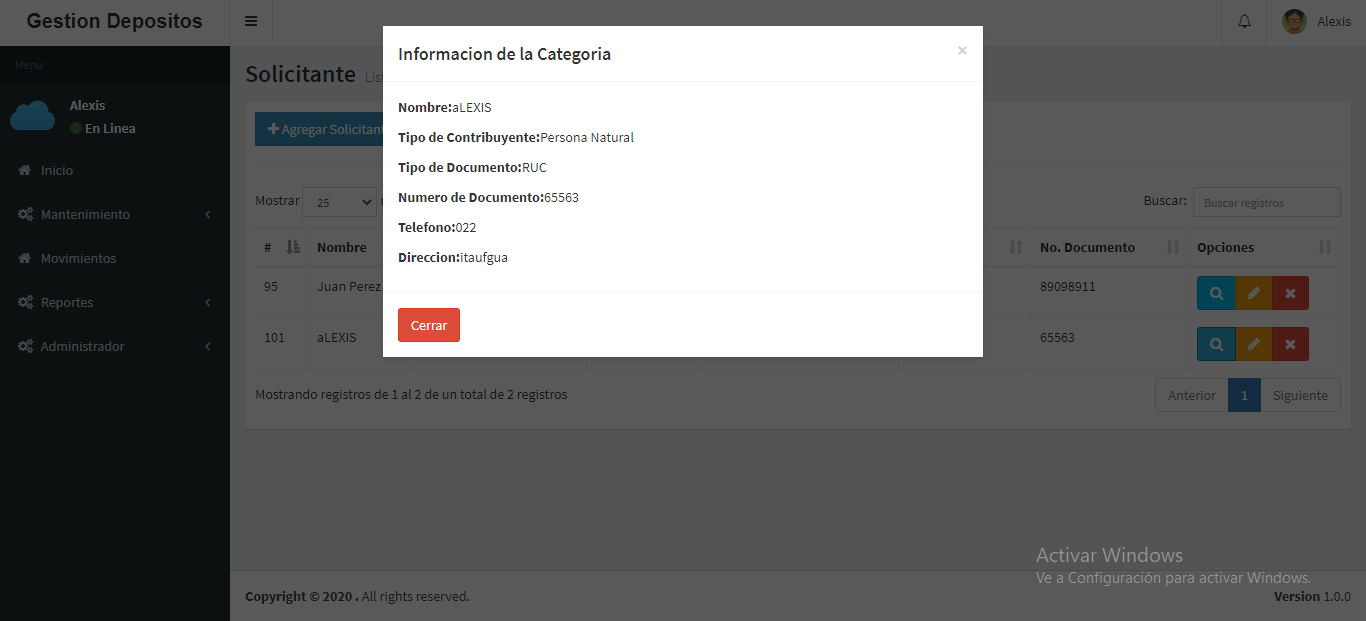 Gestion Depositos
Alexis
Menu
Alexis
En Linea
Inicio
Mantenimiento
Movimientos
Reportes
Administrador
Solicitante
Informacion de la Categoria ×
Nombre:aLEXIS
Tipo de Contribuyente:Persona Natural
Tipo de Documento:RUC
Numero de Documento:65563
Telefono:022
Direccion:itaufgua
Cerrar
Agregar
Mostrar 25
Buscar: Buscar registros
# Nombre No. Documento Opciones
95 Juan Perez 89098911
101 aLEXIS 65563
Mostrando registros de 1 al 2 de un total de 2 registros
Anterior 1 Siguiente
Activar Windows
Ve a Configuración para activar Windows.
Copyright © 2020 . All rights reserved.
Version 1.0.0